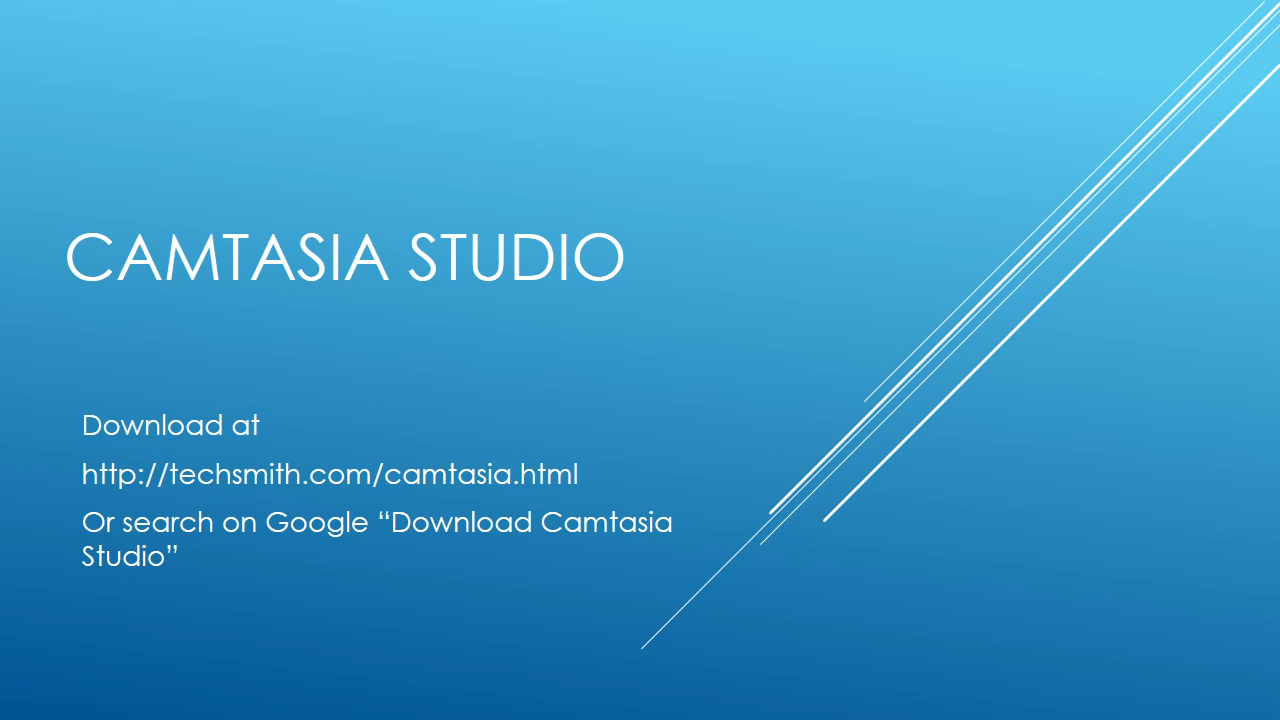 CAMTASIA STUDIO
Download at
http://techsmith.com/camtasia.html
Or search on Google “Download Camtasia
Studio”